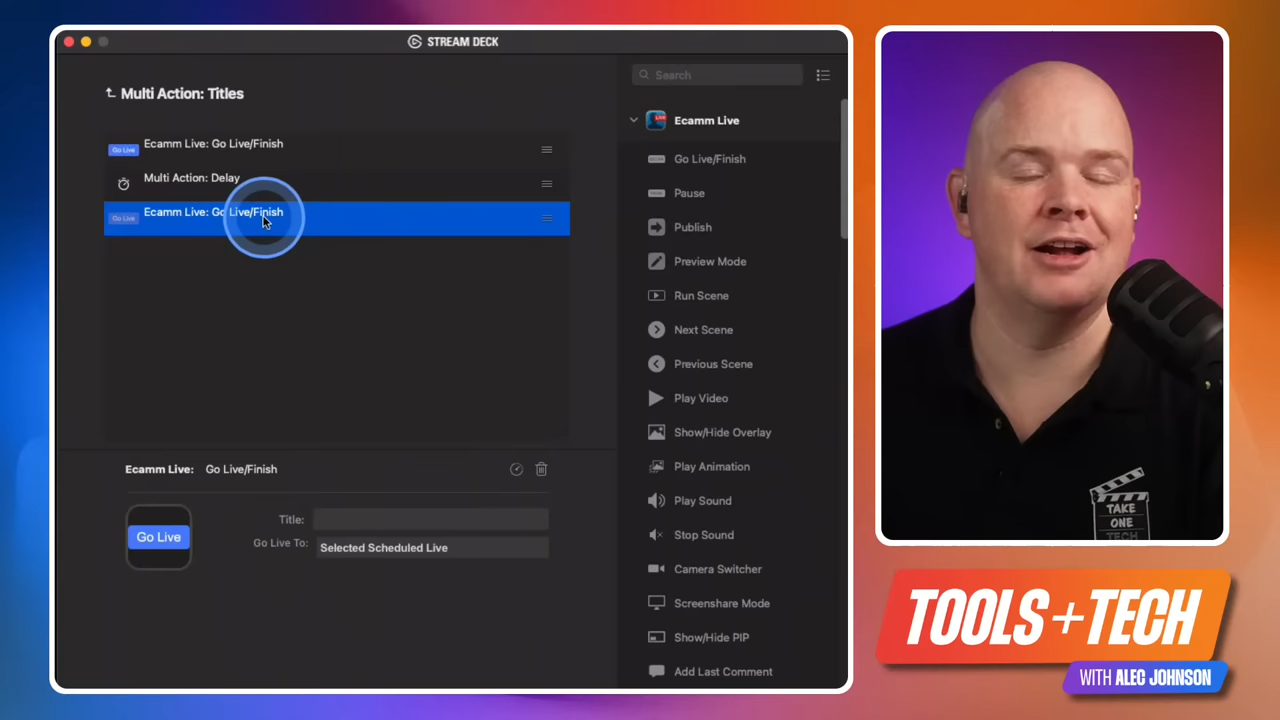 STREAM DECK
Multi Action: Titles
Go Live
Ecamm Live: Go Live/Finish
Multi Action: Delay
Go Live
Ecamm Live: Go Live/Finish
Ecamm Live: Go Live/Finish
Go Live
Title:
Go Live To: Selected Scheduled Live
Search
Ecamm Live
Go Live/Finish
Pause
Publish
Preview Mode
Run Scene
Next Scene
Previous Scene
Play Video
Show/Hide Overlay
Play Animation
Play Sound
Stop Sound
Camera Switcher
Screenshare Mode
Show/Hide PIP
Add Last Comment
TAKE
ONE
TECH
TOOLS+TECH
WITH ALEC JOHNSON